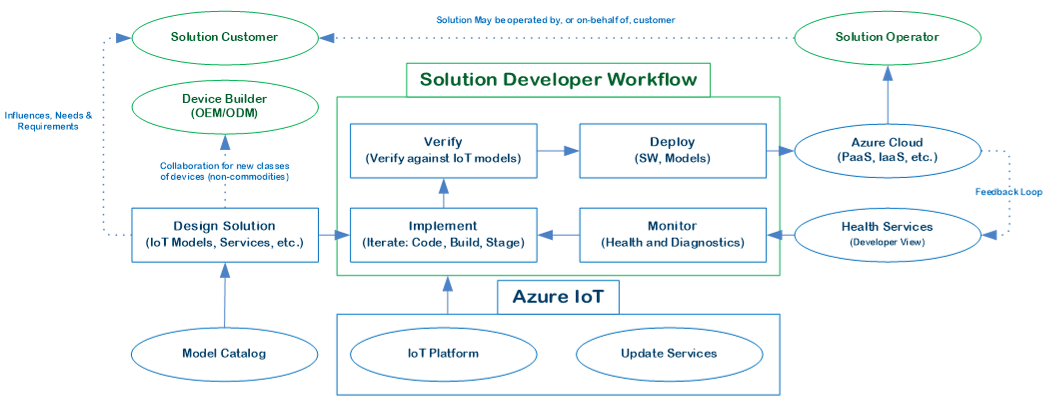 Solution May be operated by, or on-behalf of, customer
Solution Customer
Solution Operator
Solution Developer Workflow
Device Builder
(OEM/ODM)
Influences, Needs &
Requirements
Verify
(Verify against IoT models)
Deploy
(SW, Models)
Azure Cloud
(PaaS, IaaS, etc.)
Collaboration for new classes
of devices (non-commodities)
Feedback Loop
Design Solution
(IoT Models, Services, etc.)
Implement
(Iterate: Code, Build, Stage)
Monitor
(Health and Diagnostics)
Health Services
(Developer View)
Azure IoT
Model Catalog
IoT Platform
Update Services